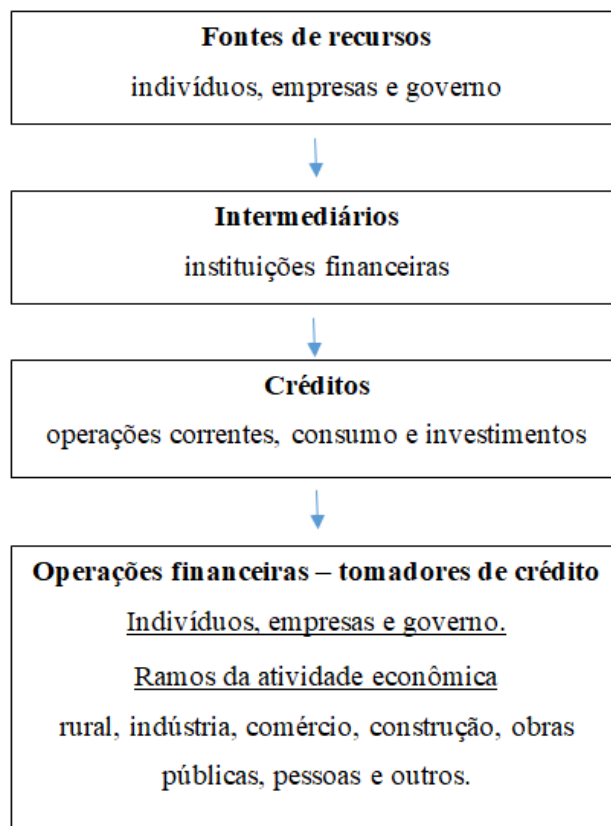 Fontes de recursos
indivíduos, empresas e governo
Intermediários
instituições financeiras
Créditos
operações correntes, consumo e investimentos
Operações financeiras – tomadores de crédito
Indivíduos, empresas e governo.
Ramos da atividade econômica
rural, indústria, comércio, construção, obras
públicas, pessoas e outros.